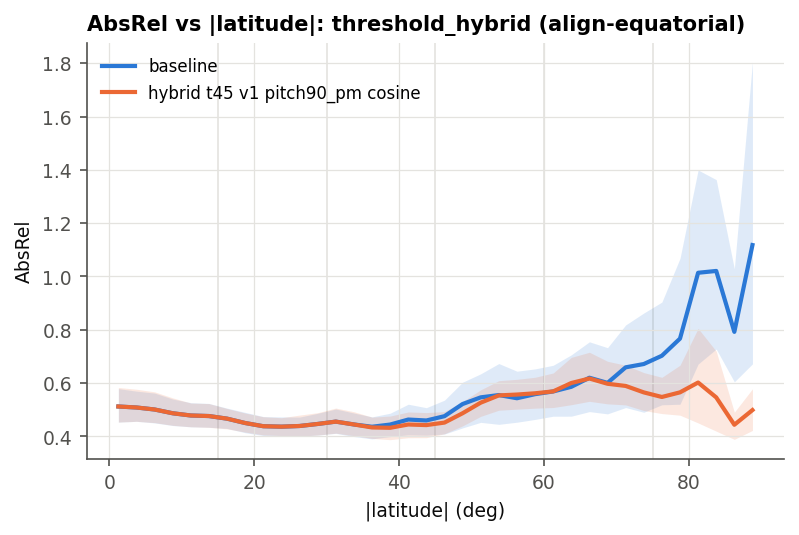 AbsRel vs |latitude|: threshold_hybrid (align-equatorial)
baseline
hybrid t45 v1 pitch90_pm cosine
AbsRel
1.8
1.6
1.4
1.2
1.0
0.8
0.6
0.4
0 20 40 60 80
|latitude| (deg)